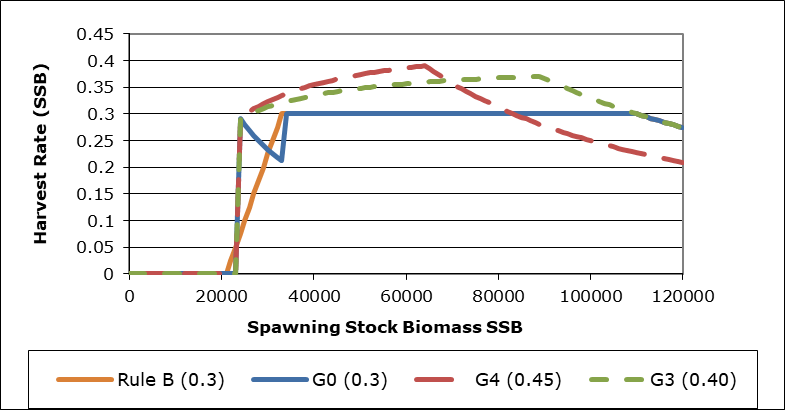 0.45
0.4
0.35
0.3
0.25
0.2
0.15
0.1
0.05
0
Harvest Rate (SSB)
0 20000 40000 60000 80000 100000 120000
Spawning Stock Biomass SSB
Rule B (0.3) G0 (0.3) G4 (0.45) G3 (0.40)